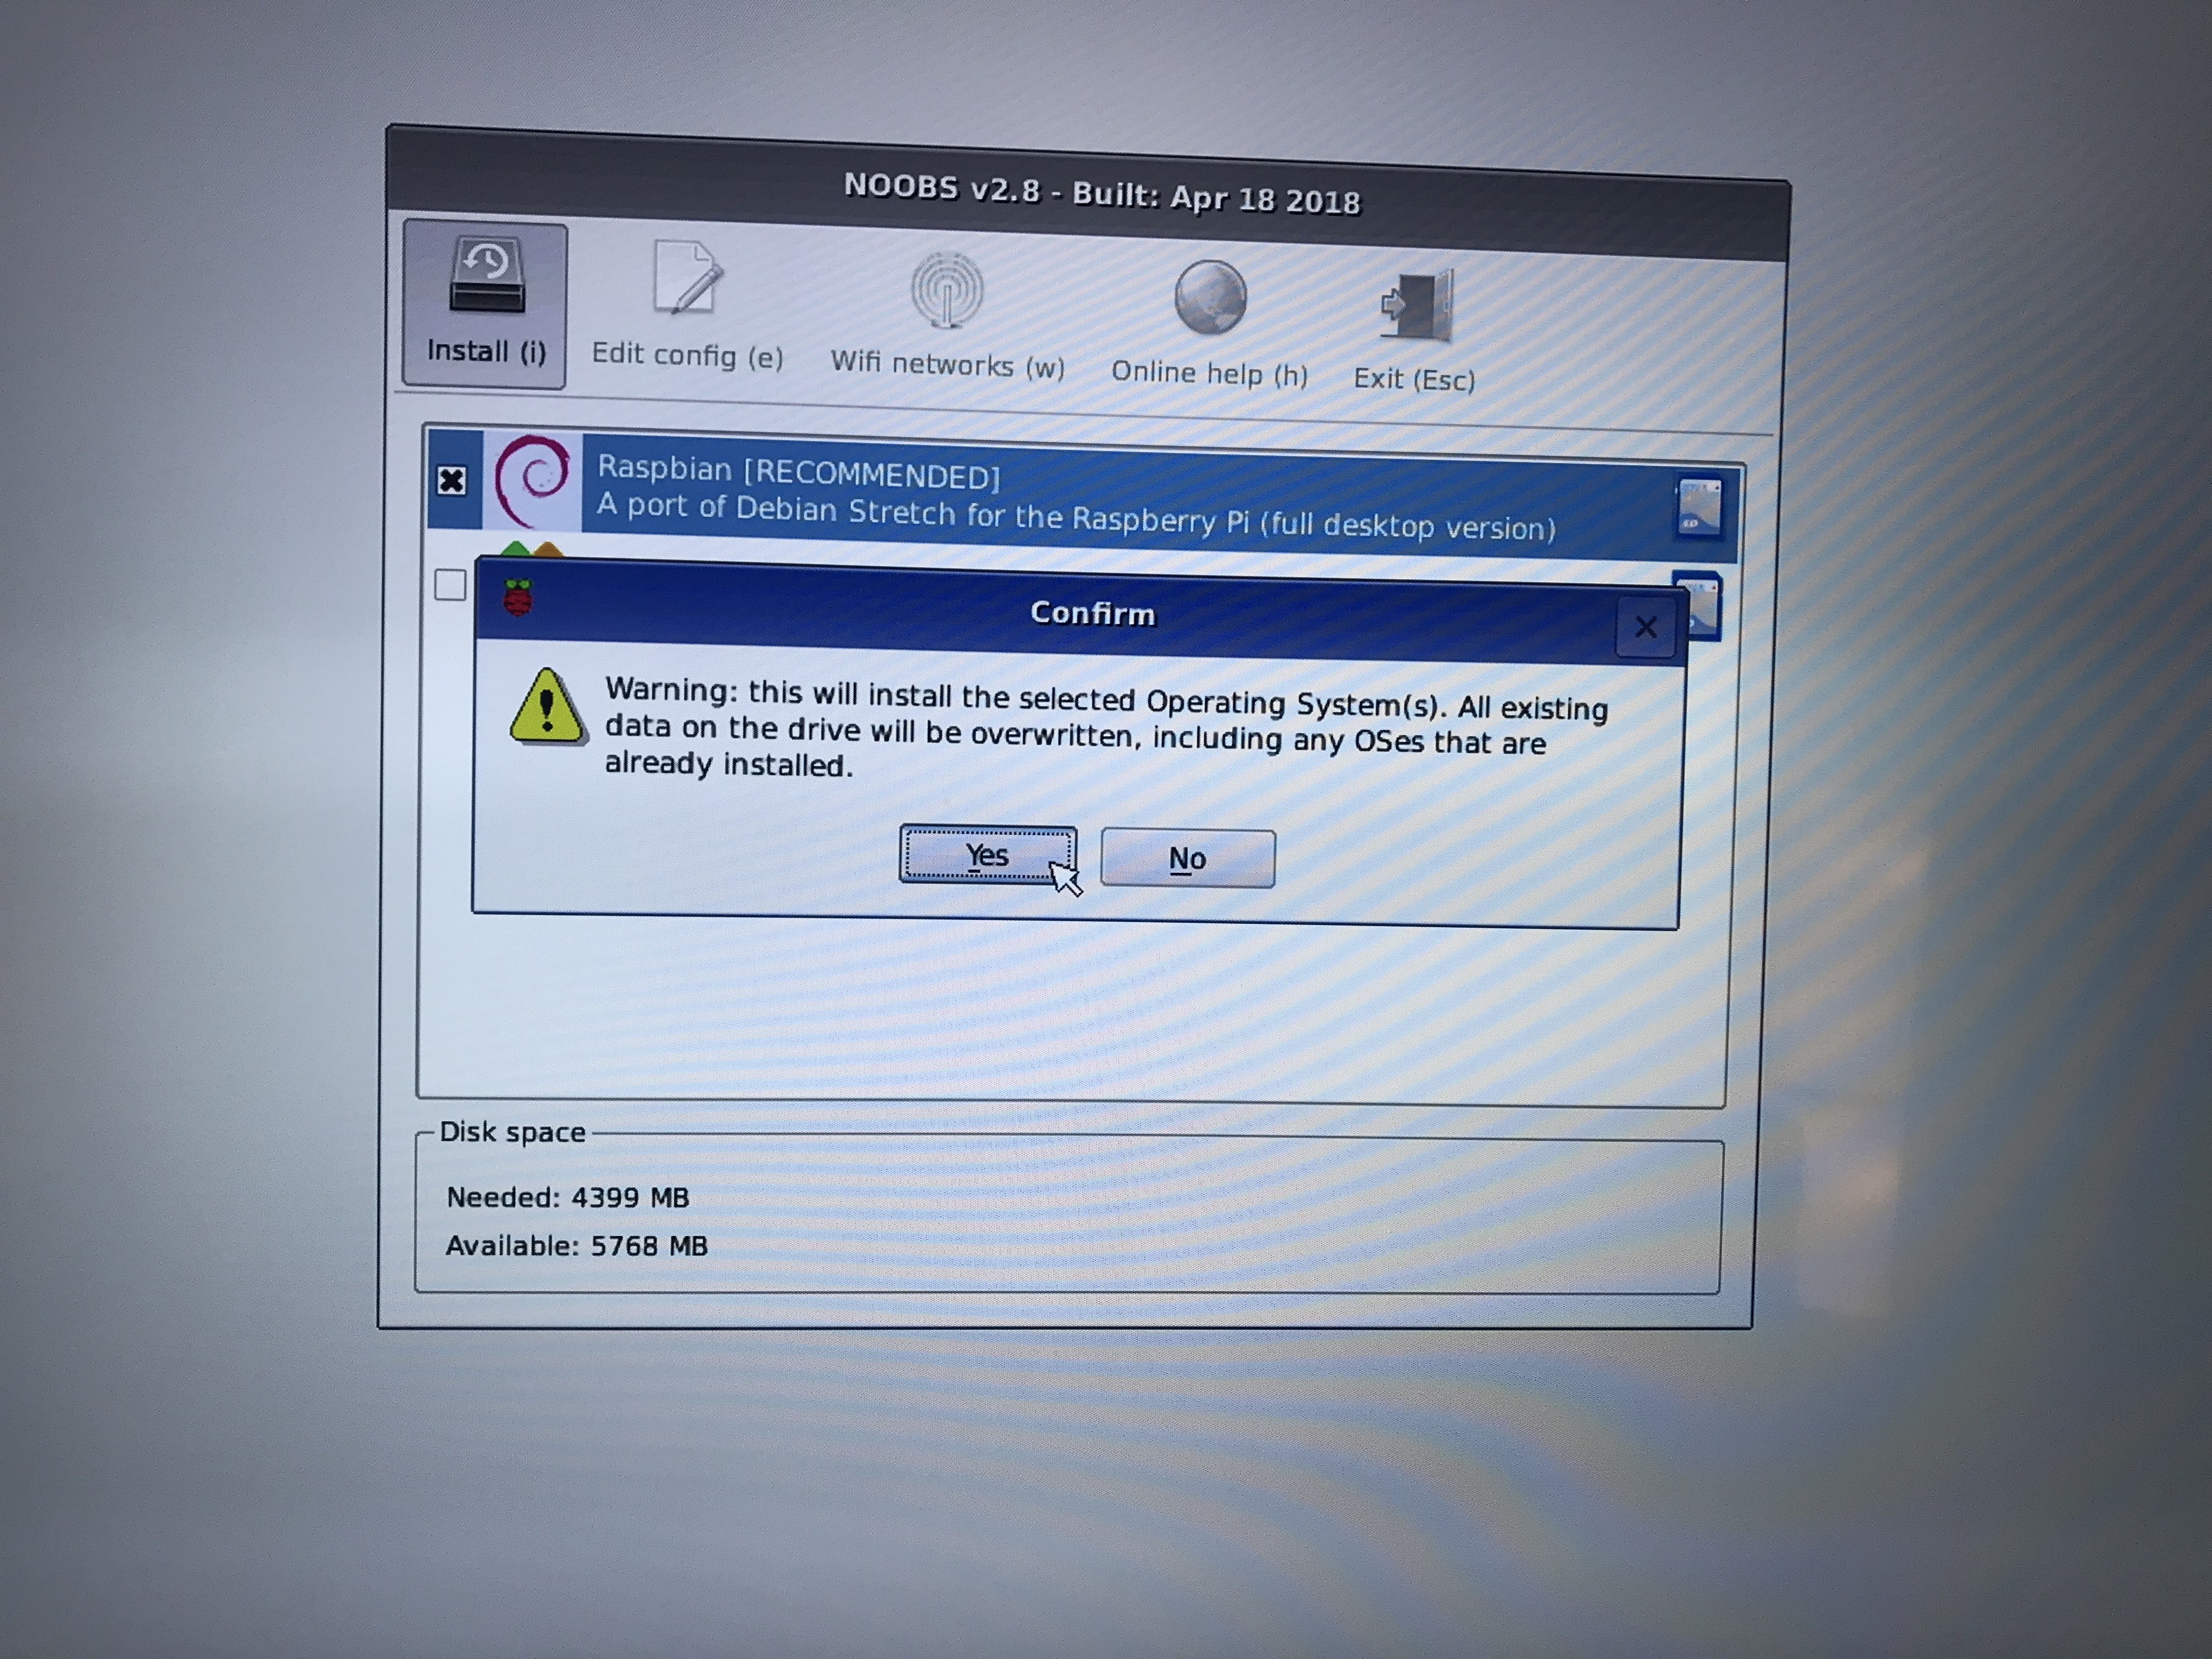 NOOBS v2.8 - Built: Apr 18 2018
Install (i)
Edit config (e)
Wifi networks (w)
Online help (h)
Exit (Esc)
Raspbian [RECOMMENDED]
A port of Debian Stretch for the Raspberry Pi (full desktop version)
Confirm
Warning: this will install the selected Operating System(s). All existing
data on the drive will be overwritten, including any OSes that are
already installed.
Yes
No
Disk space
Needed: 4399 MB
Available: 5768 MB